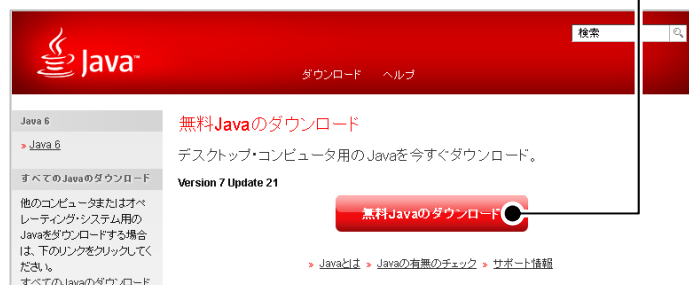 Java™
検索
ダウンロード ヘルプ
Java 6
» Java 6
すべてのJavaのダウンロード
他のコンピュータまたはオペ
レーティング・システム用の
Javaをダウンロードする場合
は、下のリンクをクリックしてく
ださい。
すべてのJavaのダウンロード
無料Javaのダウンロード
デスクトップ・コンピュータ用のJavaを今すぐダウンロード。
Version 7 Update 21
無料Javaのダウンロード
» Javaとは » Javaの有無のチェック » サポート情報